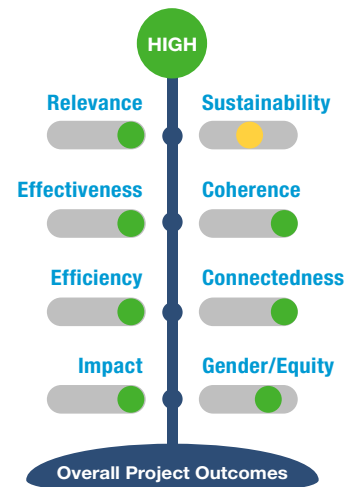 HIGH
Relevance
Sustainability
Effectiveness
Coherence
Efficiency
Connectedness
Impact
Gender/Equity
Overall Project Outcomes